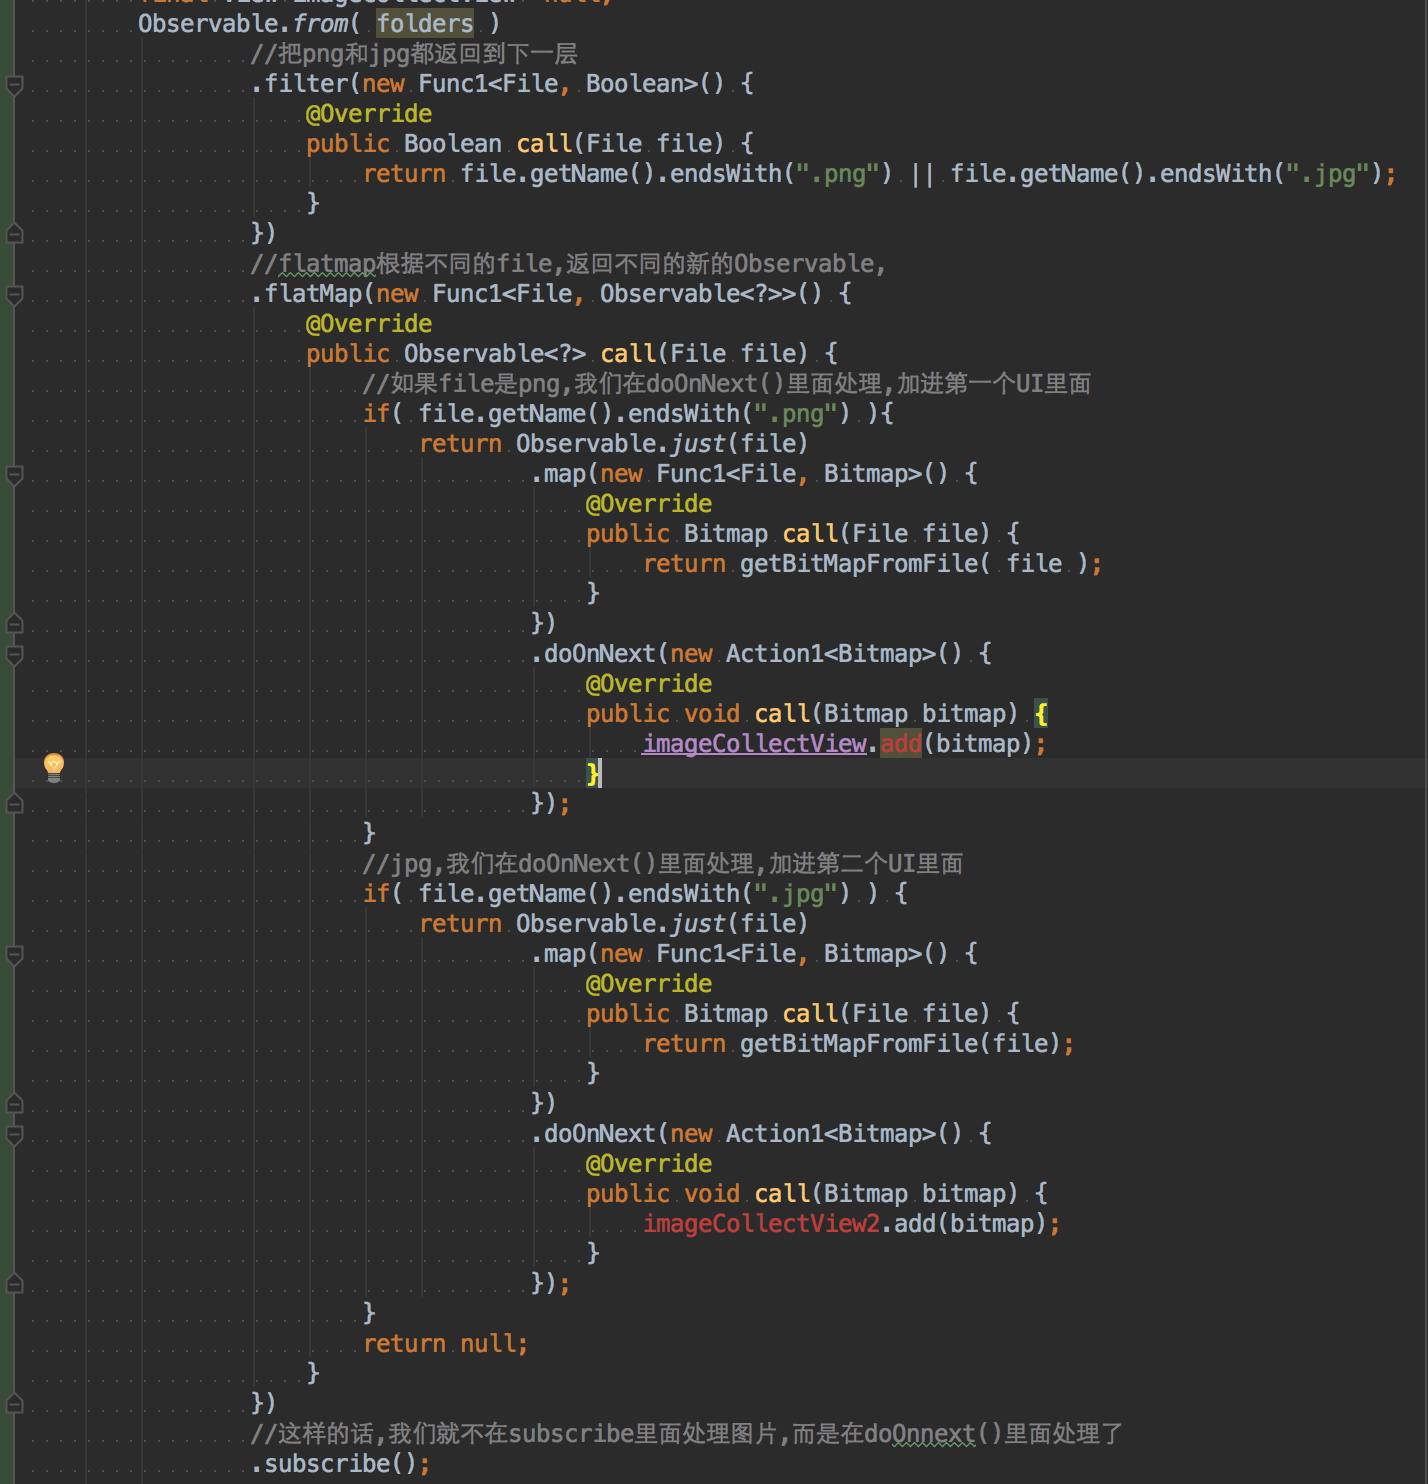 Observable.from( folders )
//把png和jpg都返回到下一层
.filter(new Func1<File, Boolean>() {
@Override
public Boolean call(File file) {
return file.getName().endsWith(".png") || file.getName().endsWith(".jpg");
}
})
//flatmap根据不同的file,返回不同的新的Observable,
.flatMap(new Func1<File, Observable<?>>() {
@Override
public Observable<?> call(File file) {
//如果file是png,我们在doOnNext()里面处理,加进第一个UI里面
if( file.getName().endsWith(".png") ){
return Observable.just(file)
.map(new Func1<File, Bitmap>() {
@Override
public Bitmap call(File file) {
return getBitMapFromFile( file );
}
})
.doOnNext(new Action1<Bitmap>() {
@Override
public void call(Bitmap bitmap) {
imageCollectView.add(bitmap);
}
});
}
//jpg,我们在doOnNext()里面处理,加进第二个UI里面
if( file.getName().endsWith(".jpg") ) {
return Observable.just(file)
.map(new Func1<File, Bitmap>() {
@Override
public Bitmap call(File file) {
return getBitMapFromFile(file);
}
})
.doOnNext(new Action1<Bitmap>() {
@Override
public void call(Bitmap bitmap) {
imageCollectView2.add(bitmap);
}
});
}
return null;
}
})
//这样的话,我们就不在subscribe里面处理图片,而是在doOnnext()里面处理了
.subscribe();